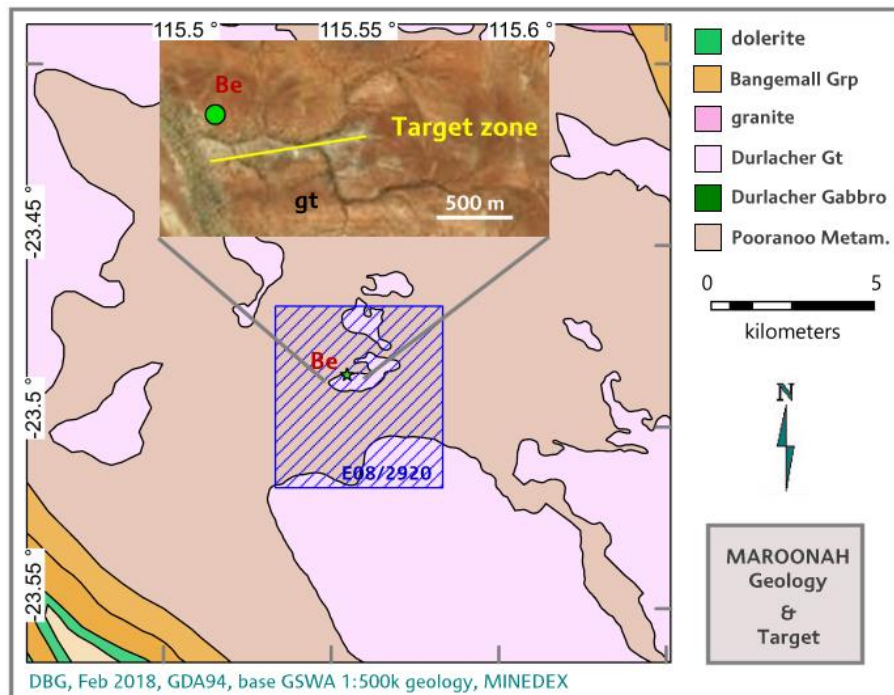 115.5 °
115.55 °
115.6 °
Be
Target zone
gt
500 m
-23.45 °
-23.5 °
-23.55 °
Be
E08/2920
dolerite
Bangemall Grp
granite
Durlacher Gt
Durlacher Gabbro
Pooranoo Metam.
0 5
kilometers
N
MAROONAH
Geology
&
Target
DBG, Feb 2018, GDA94, base GSWA 1:500k geology, MINEDEX